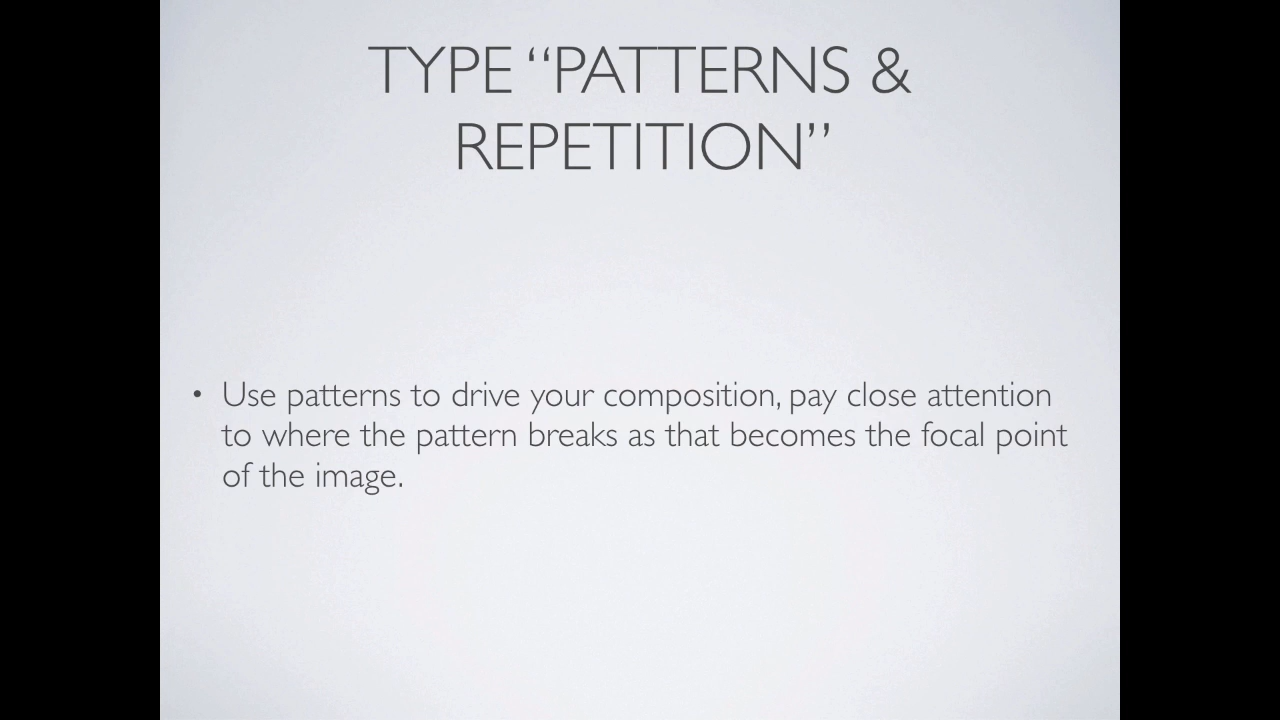 TYPE “PATTERNS &
REPETITION”
• Use patterns to drive your composition, pay close attention
to where the pattern breaks as that becomes the focal point
of the image.